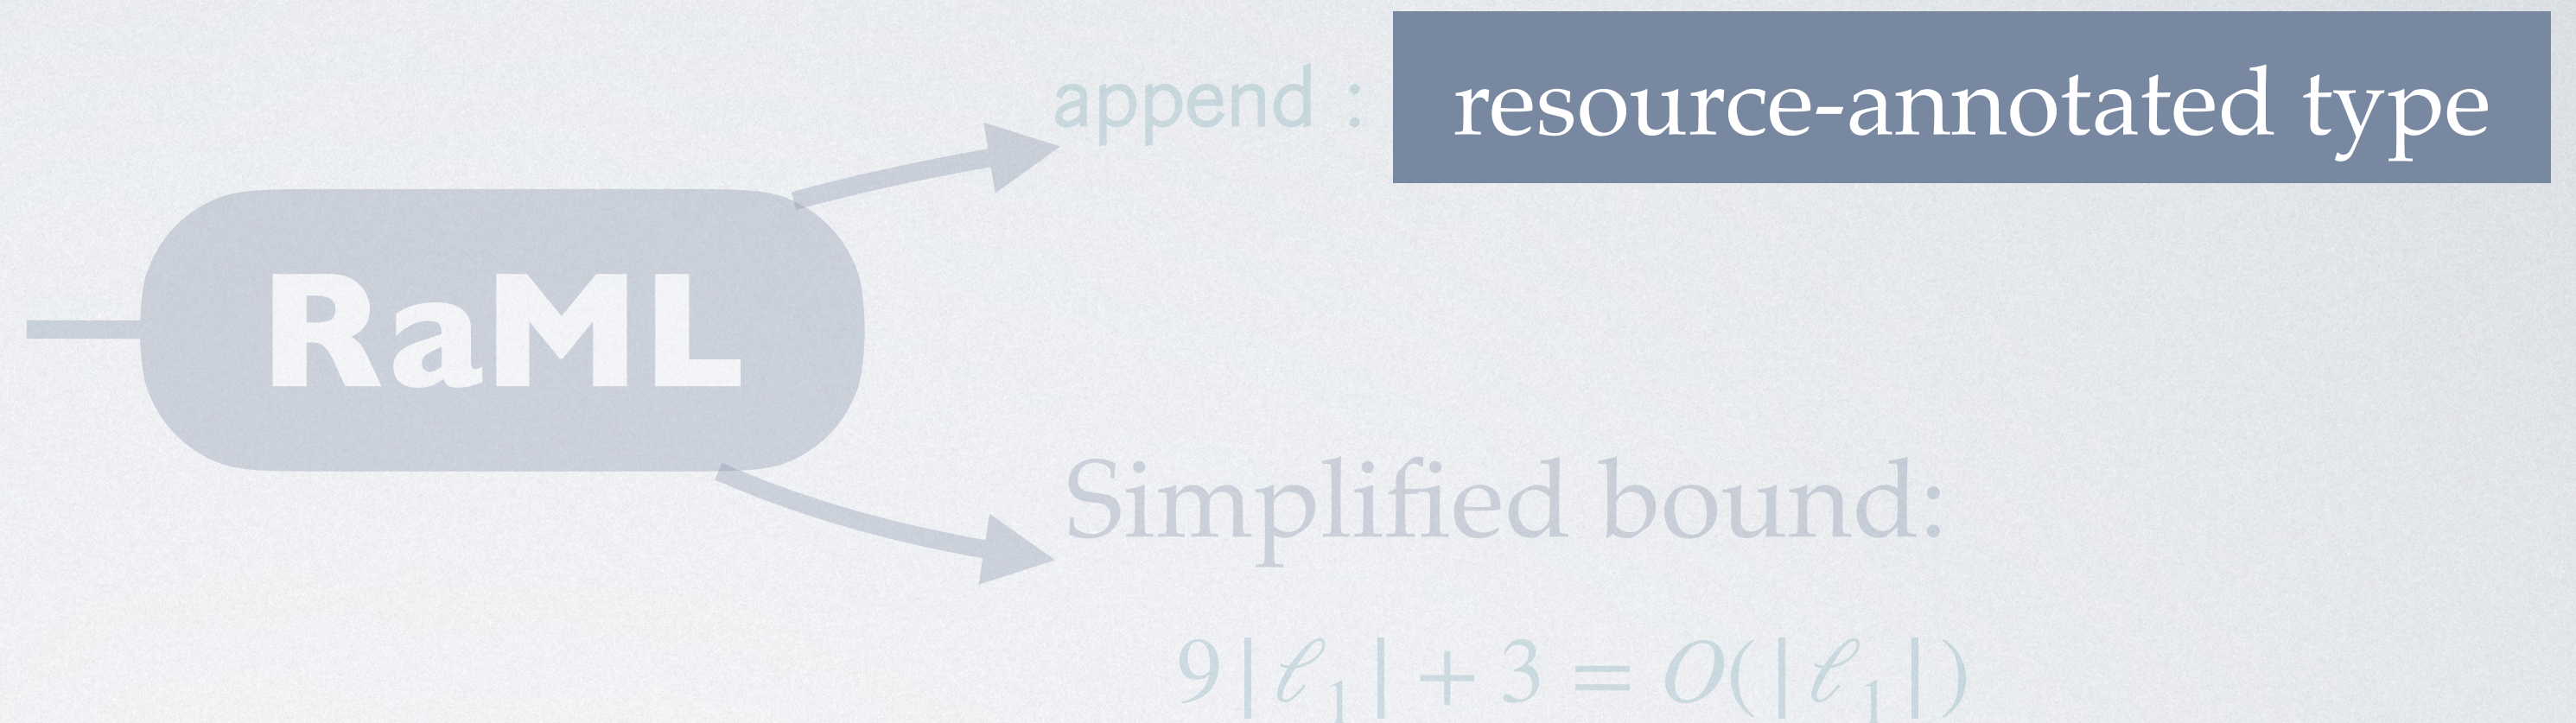 append : resource-annotated type
RaML
Simplified bound:
9|ℓ₁| + 3 = O(|ℓ₁|)